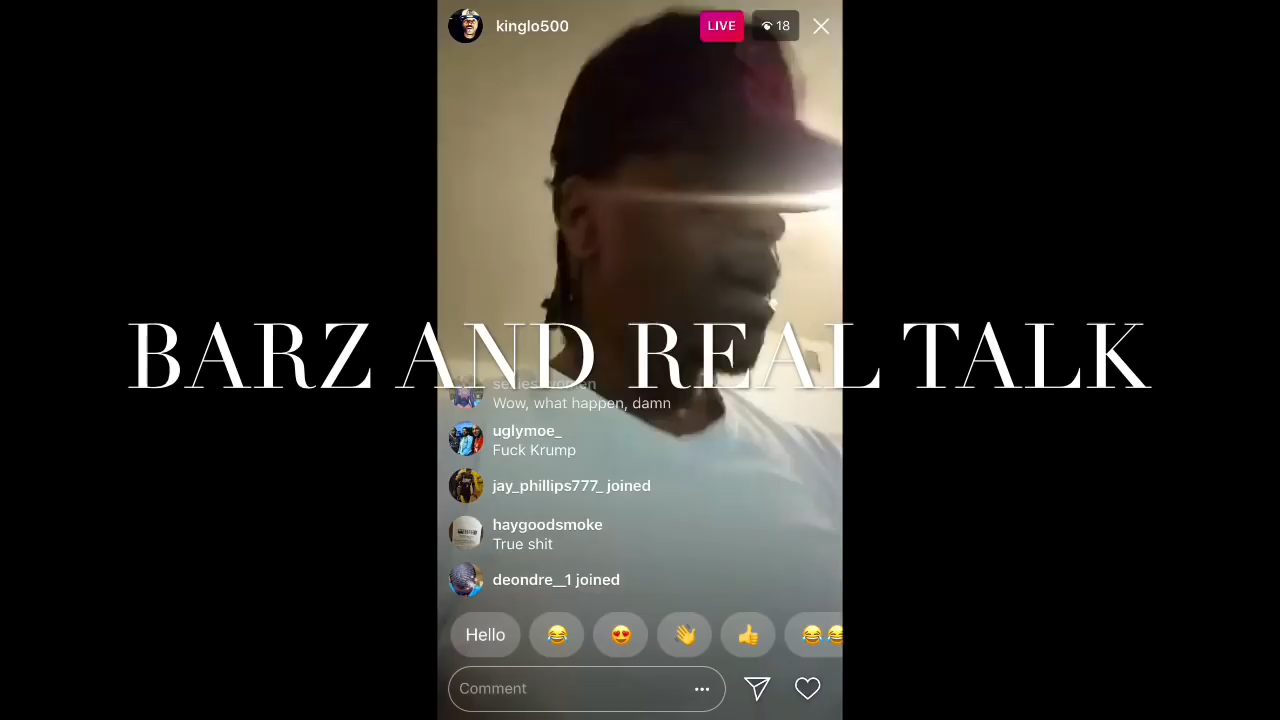 kinglo500
LIVE
18
BARZ AND REAL TALK
Wow, what happen, damn
uglymoe_
Fuck Krump
jay_phillips777_ joined
haygoodsmoke
True shit
deondre__1 joined
Hello
Comment